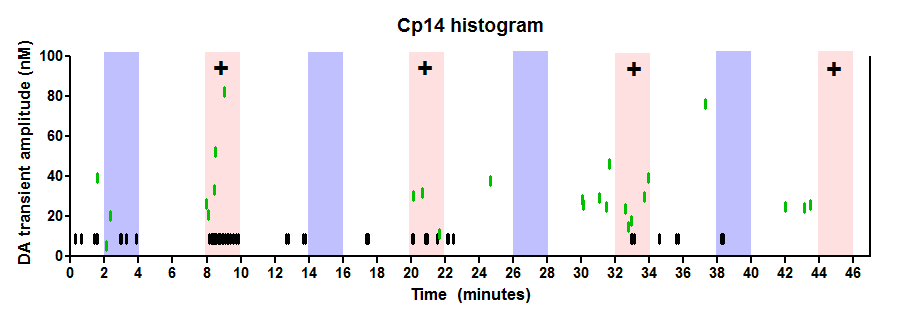 Cp14 histogram
DA transient amplitude (nM)
100
80
60
40
20
0
+ + + +
0 2 4 6 8 10 12 14 16 18 20 22 24 26 28 30 32 34 36 38 40 42 44 46
Time (minutes)